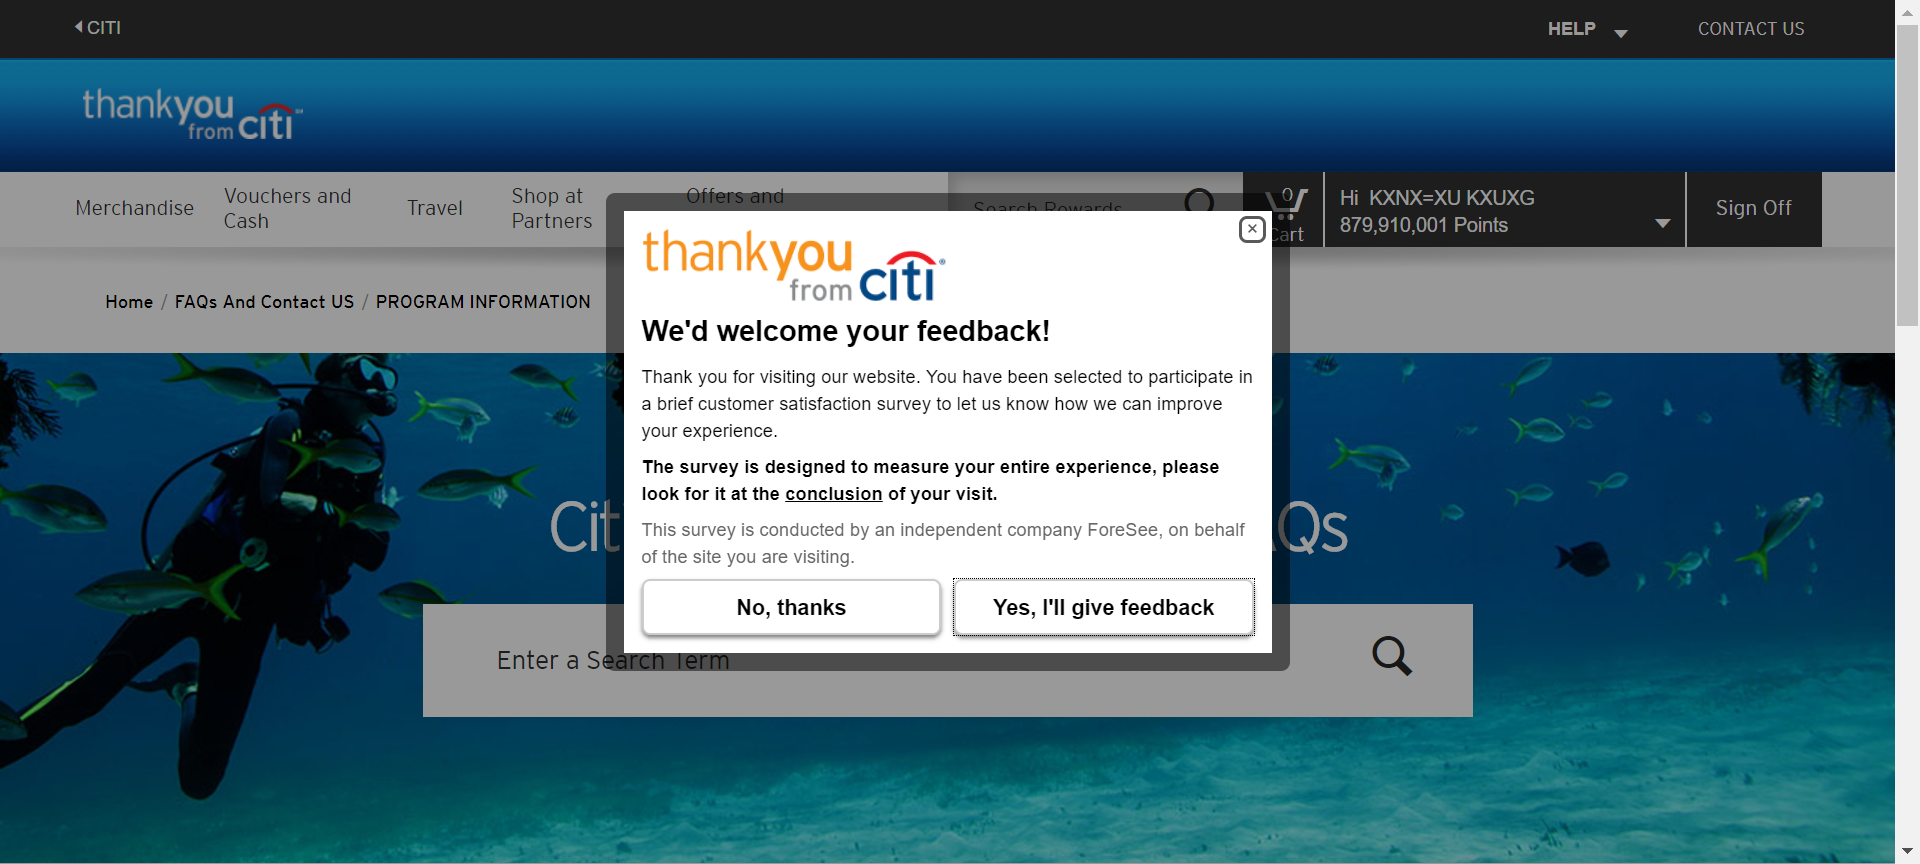 CITI
HELP
CONTACT US
thankyou
from citi
Merchandise
Vouchers and
Cash
Travel
Shop at
Partners
Offers and
Search Rewards
0
Cart
Hi KXNX=XU KXUXG
879,910,001 Points
Sign Off
Home / FAQs And Contact US / PROGRAM INFORMATION
thankyou
from citi®
We'd welcome your feedback!
Thank you for visiting our website. You have been selected to participate in
a brief customer satisfaction survey to let us know how we can improve
your experience.
The survey is designed to measure your entire experience, please
look for it at the conclusion of your visit.
This survey is conducted by an independent company ForeSee, on behalf
of the site you are visiting.
No, thanks
Yes, I'll give feedback
Enter a Search Term